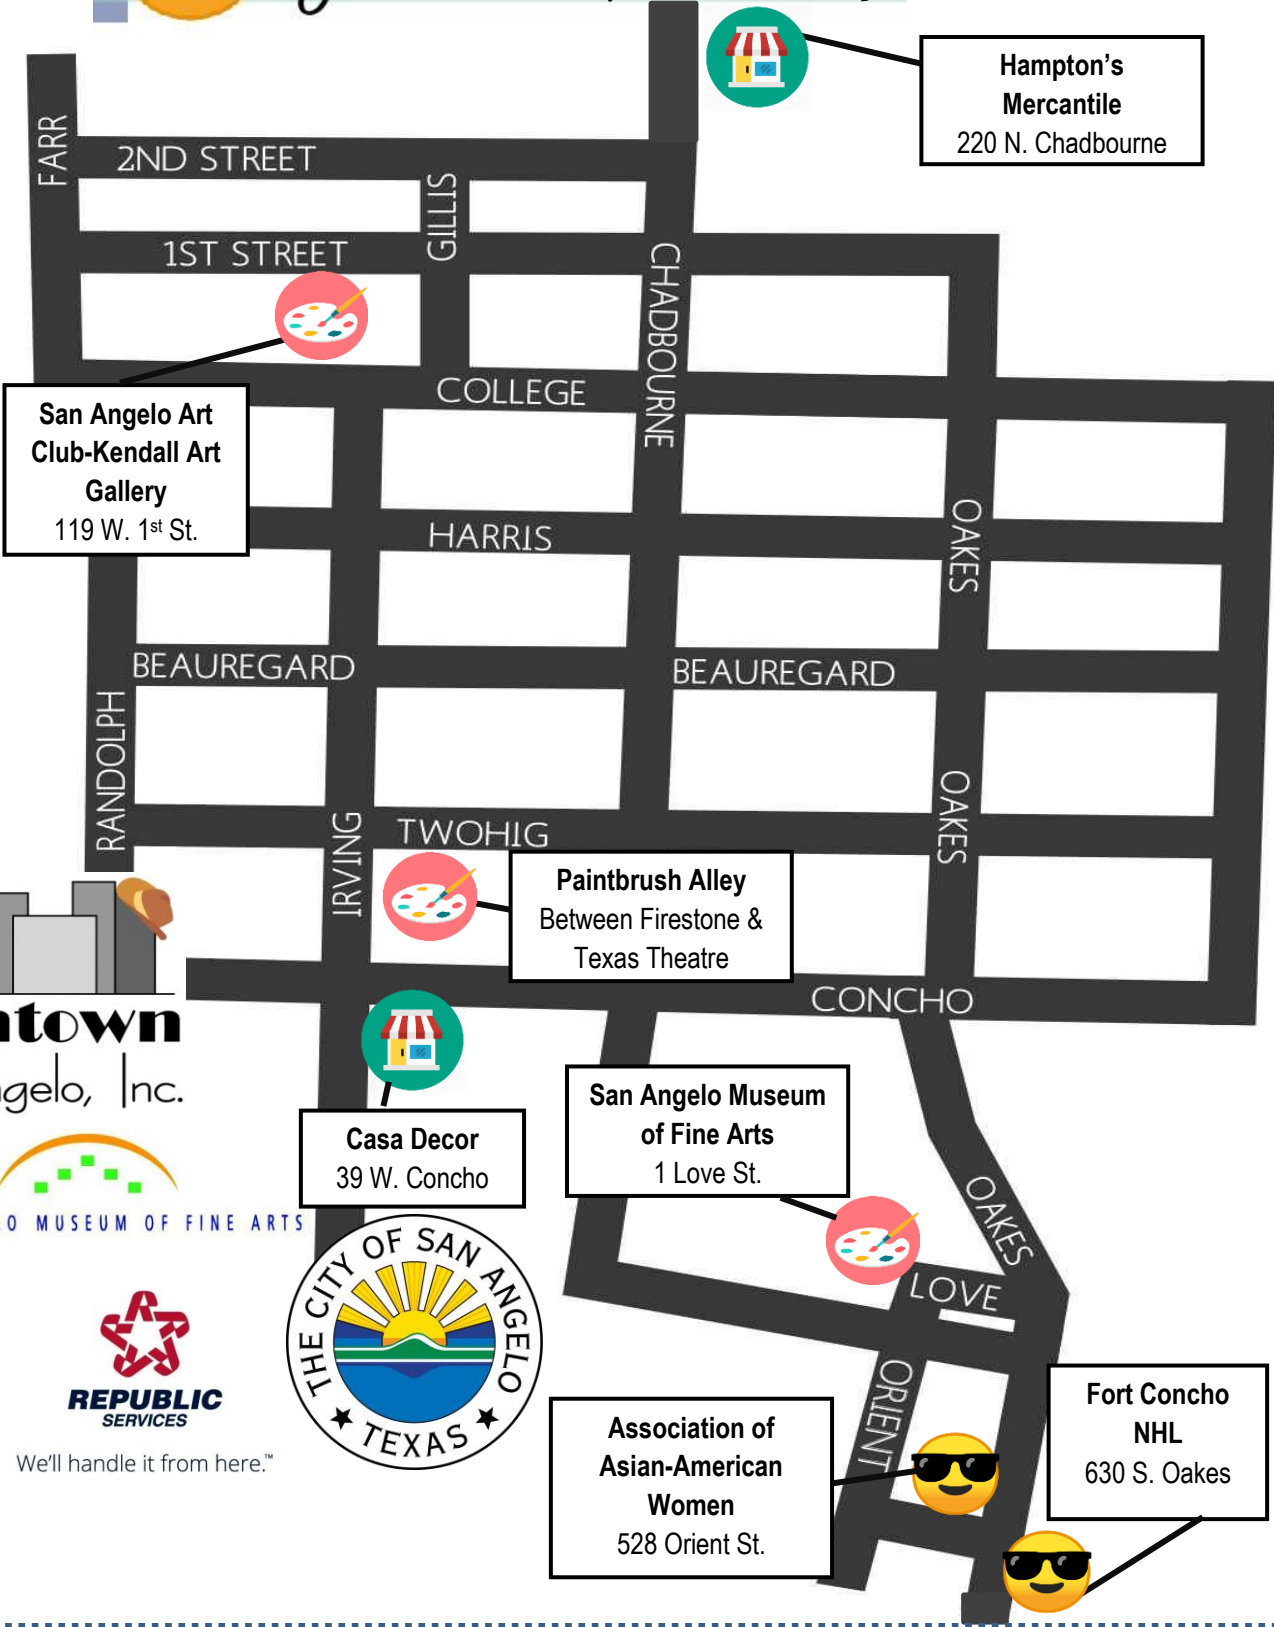 Hampton's
Mercantile
220 N. Chadbourne
FARR
2ND STREET
GILLIS
1ST STREET
CHADBOURNE
COLLEGE
San Angelo Art
Club-Kendall Art
Gallery
119 W. 1st St.
HARRIS
OAKES
BEAUREGARD
BEAUREGARD
RANDOLPH
OAKES
IRVING
TWOHIG
Paintbrush Alley
Between Firestone &
Texas Theatre
CONCHO
ntown
ngelo, Inc.
Casa Decor
39 W. Concho
San Angelo Museum
of Fine Arts
1 Love St.
OAKES
O MUSEUM OF FINE ARTS
LOVE
THE CITY OF SAN ANGELO
TEXAS
REPUBLIC
SERVICES
We'll handle it from here.™
ORIENT
Association of
Asian-American
Women
528 Orient St.
Fort Concho
NHL
630 S. Oakes